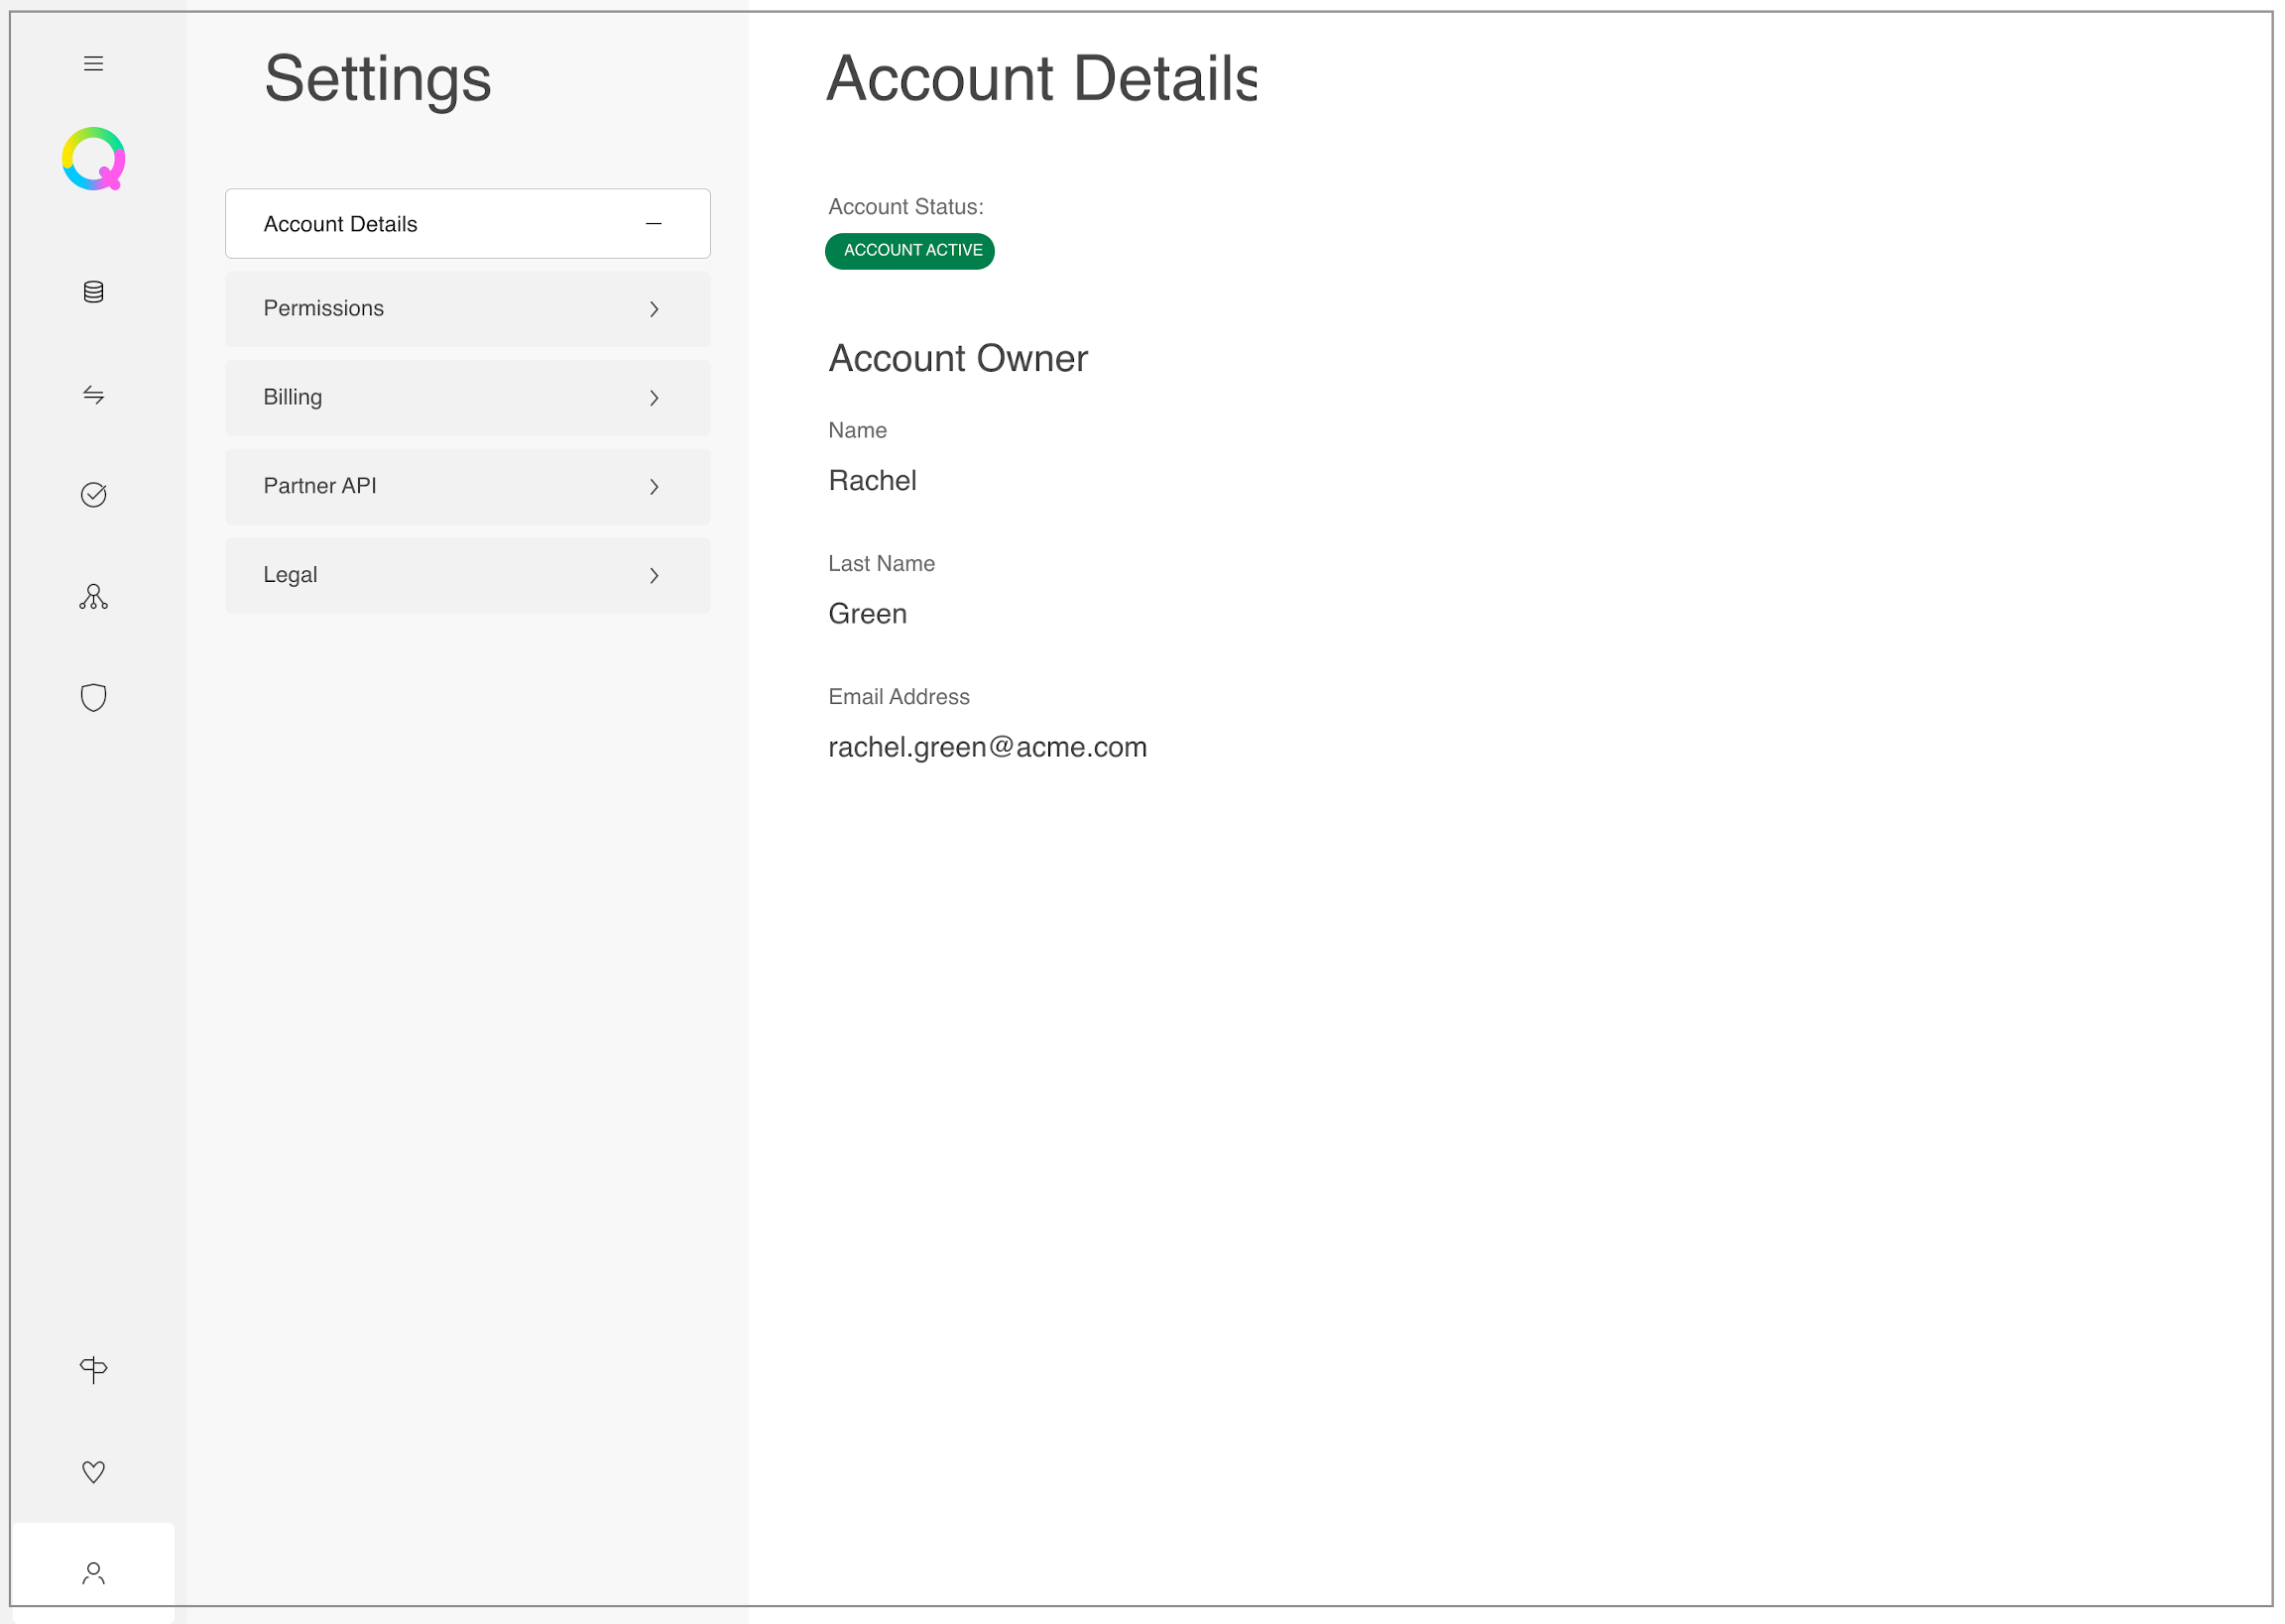 Settings
Account Details
Permissions
Billing
Partner API
Legal
Account Details
Account Status:
ACCOUNT ACTIVE
Account Owner
Name
Rachel
Last Name
Green
Email Address
rachel.green@acme.com